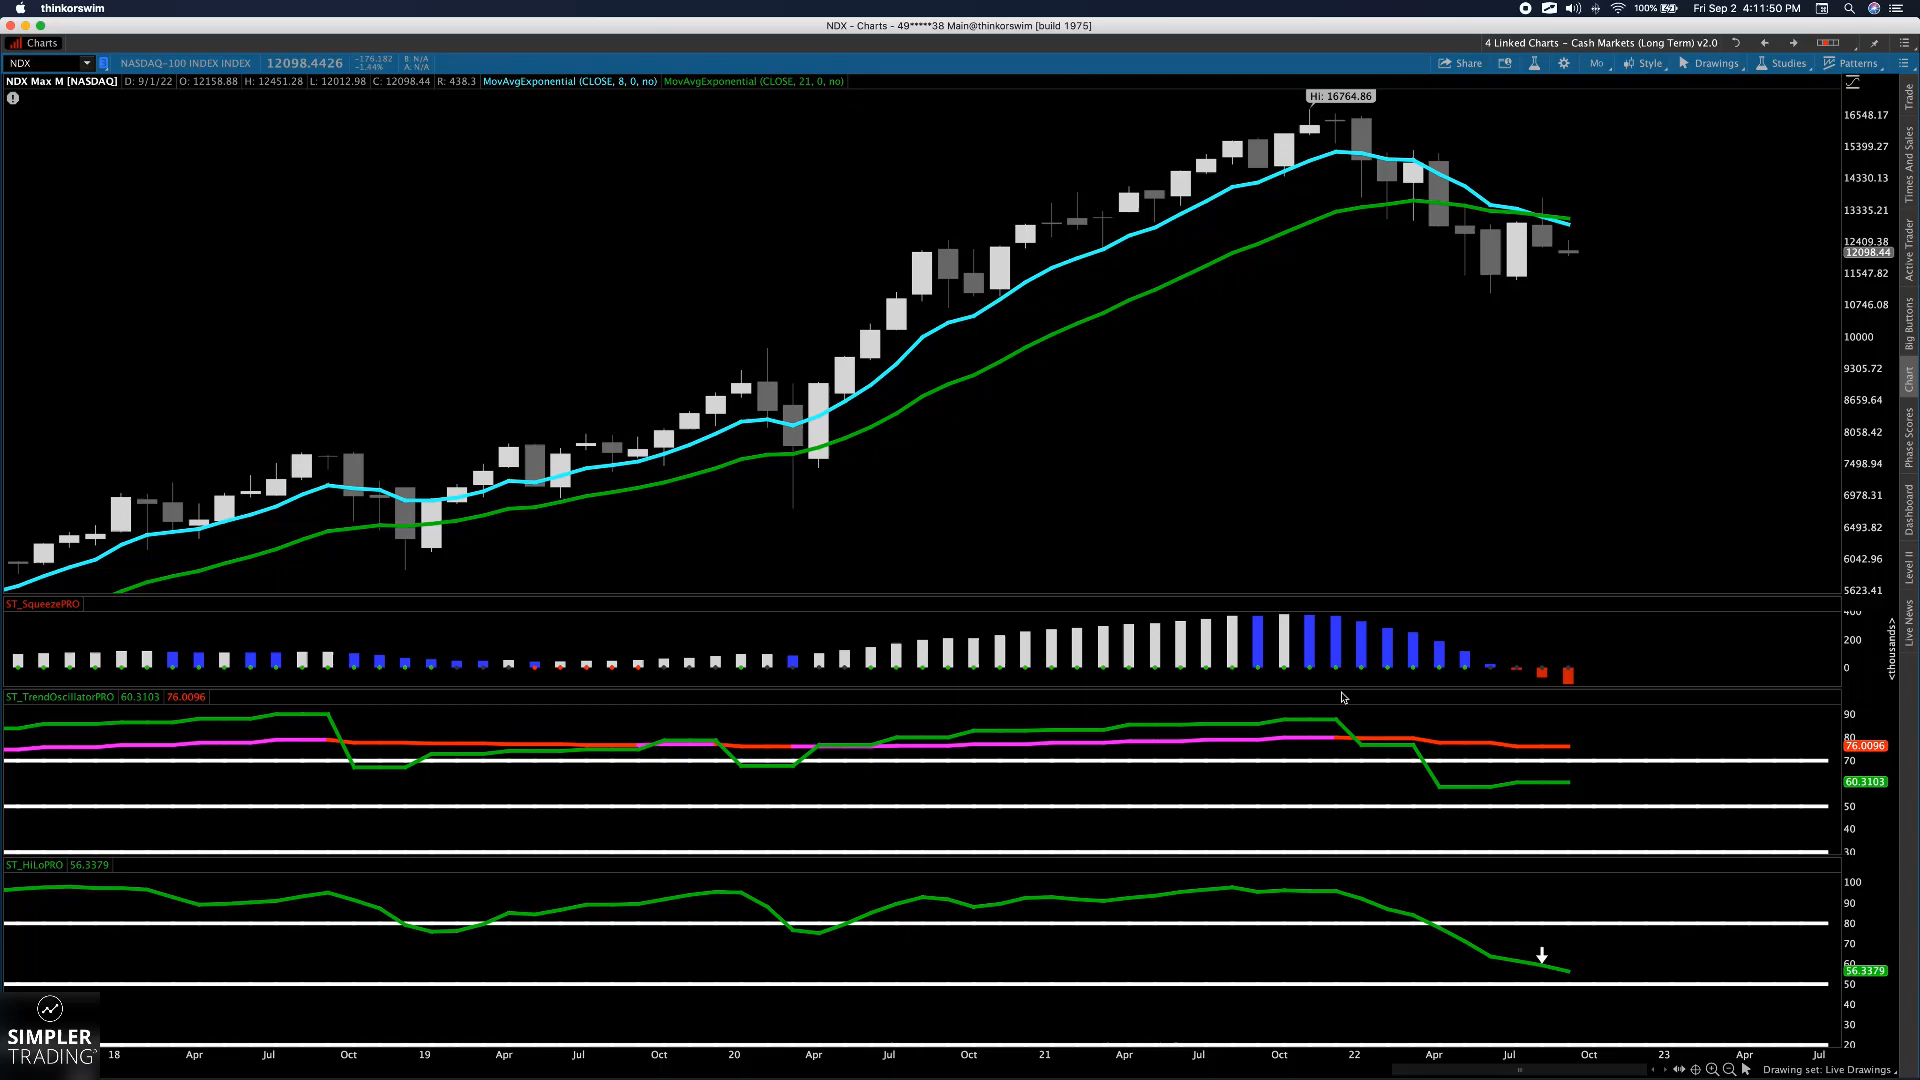 thinkorswim
100%
Fri Sep 2 4:11:50 PM
NDX - Charts - 49*****38 Main@thinkorswim [build 1975]
Charts
4 Linked Charts - Cash Markets (Long Term) v2.0
NDX
NASDAQ-100 INDEX INDEX
12098.4426
-176.182
-1.44%
B: N/A
A: N/A
Share
Mo
Style
Drawings
Studies
Patterns
NDX Max M [NASDAQ] D: 9/1/22 O: 12158.88 H: 12451.28 L: 12012.98 C: 12098.44 R: 438.3 MovAvgExponential (CLOSE, 8, 0, no) MovAvgExponential (CLOSE, 21, 0, no)
Hi: 16764.86
16548.17
15399.27
14330.13
13335.21
12409.38
12098.44
11547.82
10746.08
10000
9305.72
8659.64
8058.42
7498.94
6978.31
6493.82
6042.96
5623.41
ST_SqueezePRO
400
200
0
<thousands>
ST_TrendOscillatorPRO 60.3103 76.0096
90
80
76.0096
70
60.3103
50
40
30
ST_HiLoPRO 56.3379
100
90
80
70
60
56.3379
50
40
30
20
SIMPLER
TRADING
18 Apr Jul Oct 19 Apr Jul Oct 20 Apr Jul Oct 21 Apr Jul Oct 22 Apr Jul Oct 23 Apr Jul
Drawing set: Live Drawings
Trade
Times And Sales
Active Trader
Big Buttons
Chart
Phase Scores
Dashboard
Level II
Live News